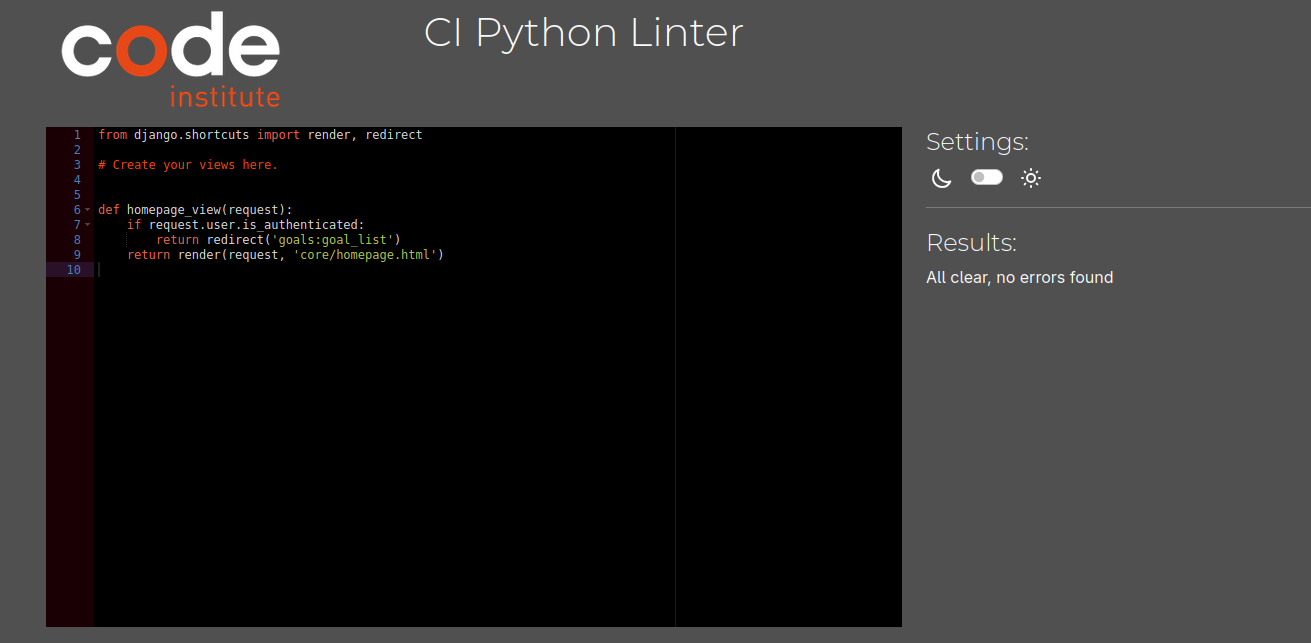 code
institute
CI Python Linter
1 from django.shortcuts import render, redirect
2
3 # Create your views here.
4
5
6 def homepage_view(request):
7     if request.user.is_authenticated:
8         return redirect('goals:goal_list')
9     return render(request, 'core/homepage.html')
10
Settings:
Results:
All clear, no errors found